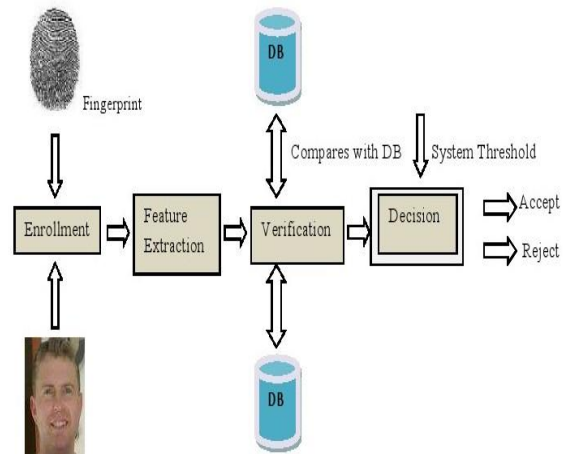 DB
Fingerprint
Compares with DB
System Threshold
Enrollment
Feature
Extraction
Verification
Decision
Accept
Reject
DB